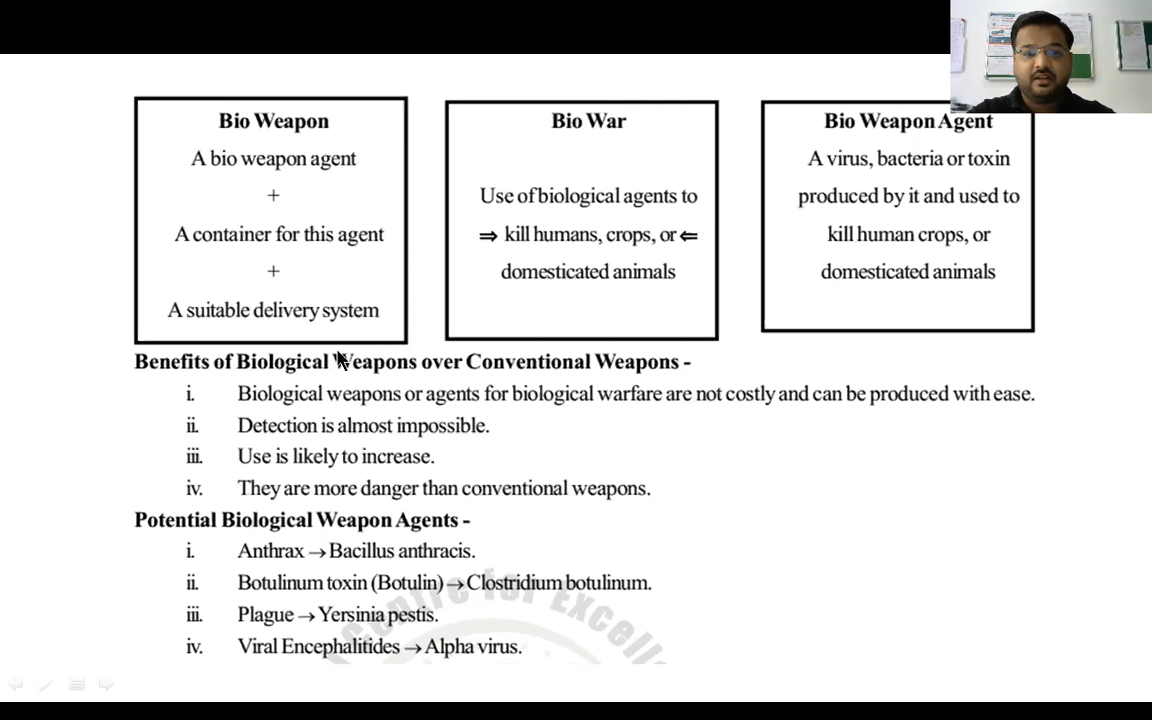 Bio Weapon
A bio weapon agent
+
A container for this agent
+
A suitable delivery system
Bio War
Use of biological agents to
⇒ kill humans, crops, or ⇐
domesticated animals
Bio Weapon Agent
A virus, bacteria or toxin
produced by it and used to
kill human crops, or
domesticated animals
Benefits of Biological Weapons over Conventional Weapons -
i. Biological weapons or agents for biological warfare are not costly and can be produced with ease.
ii. Detection is almost impossible.
iii. Use is likely to increase.
iv. They are more danger than conventional weapons.
Potential Biological Weapon Agents -
i. Anthrax → Bacillus anthracis.
ii. Botulinum toxin (Botulin) → Clostridium botulinum.
iii. Plague → Yersinia pestis.
iv. Viral Encephalitides → Alpha virus.
Centre for